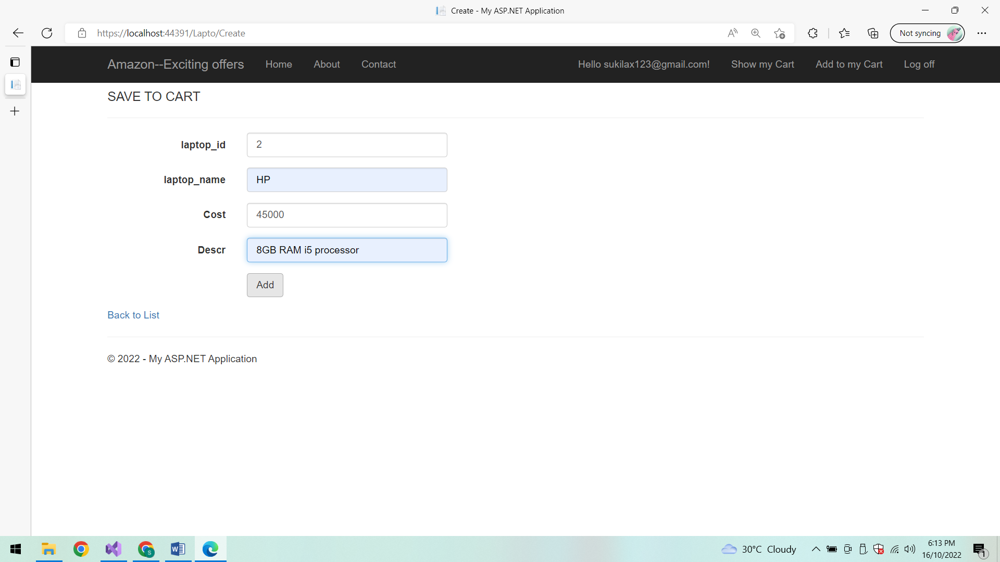 Create - My ASP.NET Application
https://localhost:44391/Lapto/Create
Not syncing
Amazon--Exciting offers Home About Contact Hello sukilax123@gmail.com! Show my Cart Add to my Cart Log off
SAVE TO CART
laptop_id 2
laptop_name HP
Cost 45000
Descr 8GB RAM i5 processor
Add
Back to List
© 2022 - My ASP.NET Application
30°C Cloudy
6:13 PM
16/10/2022
1